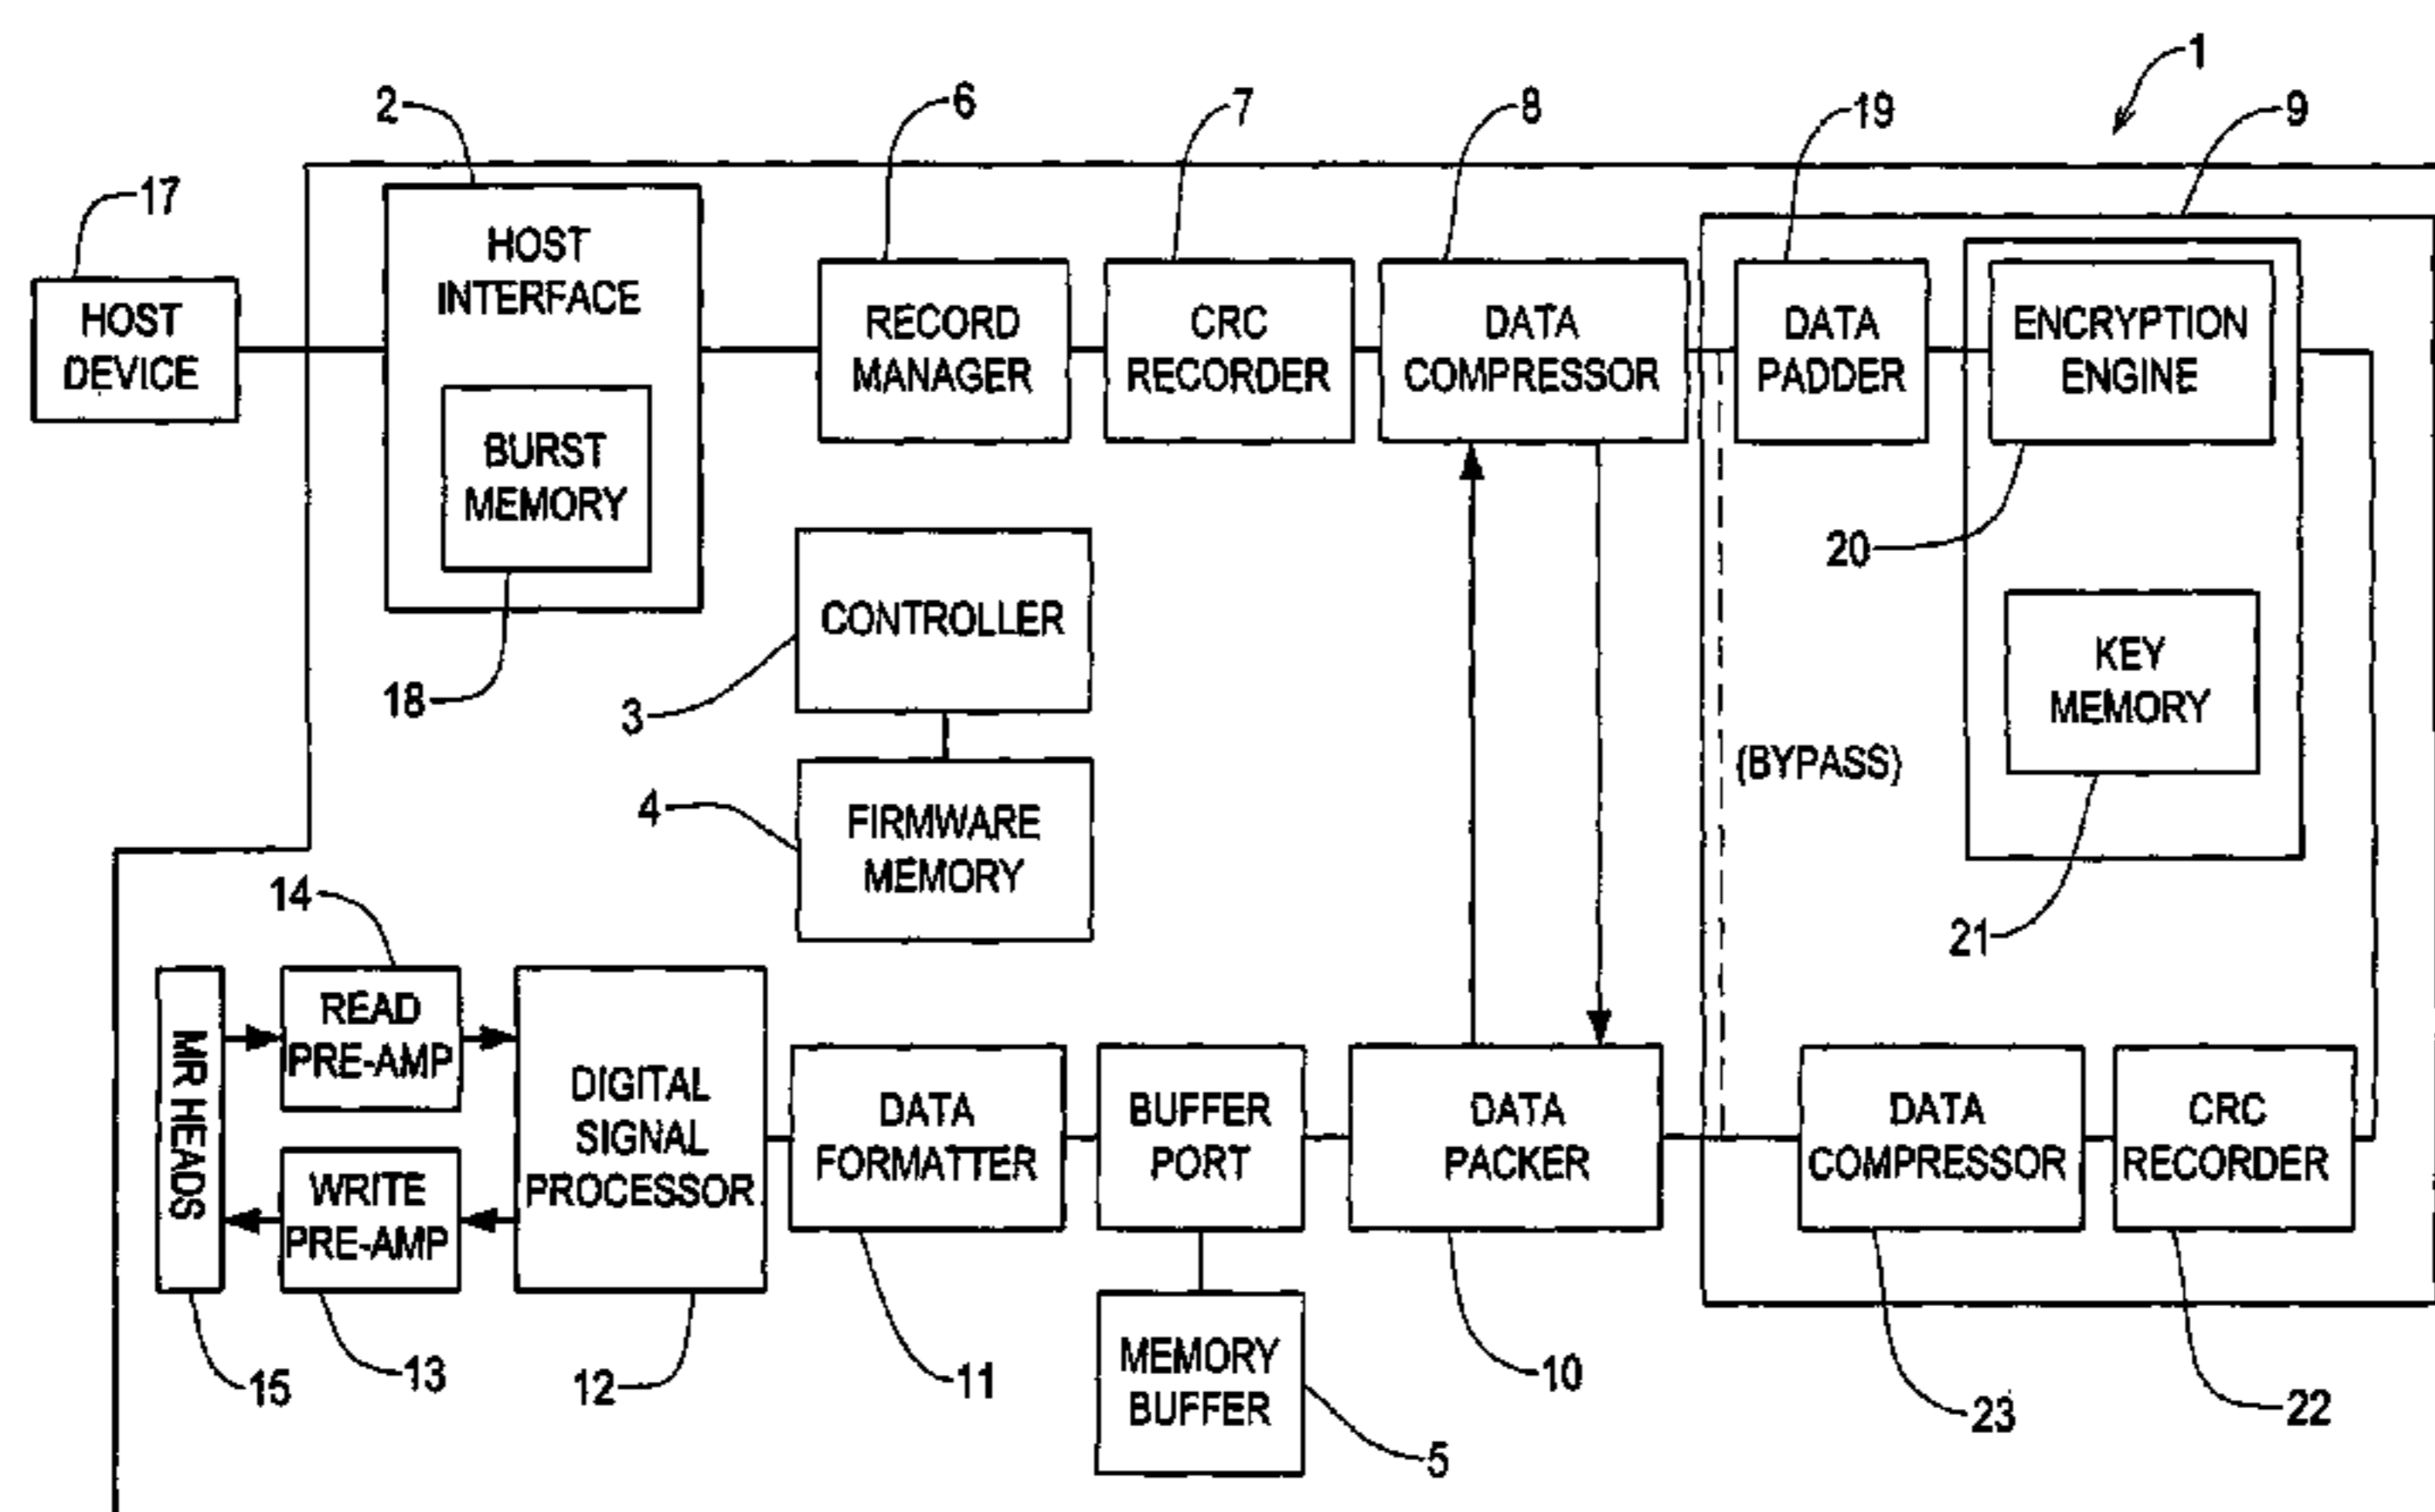 1
2
6
7
8
19
9
17
HOST
DEVICE
HOST
INTERFACE
BURST
MEMORY
18
RECORD
MANAGER
CRC
RECORDER
DATA
COMPRESSOR
DATA
PADDER
ENCRYPTION
ENGINE
20
KEY
MEMORY
21
(BYPASS)
CONTROLLER
3
FIRMWARE
MEMORY
4
14
MR HEADS
READ
PRE-AMP
WRITE
PRE-AMP
DIGITAL
SIGNAL
PROCESSOR
DATA
FORMATTER
BUFFER
PORT
DATA
PACKER
DATA
COMPRESSOR
CRC
RECORDER
15
13
12
11
MEMORY
BUFFER
5
10
23
22